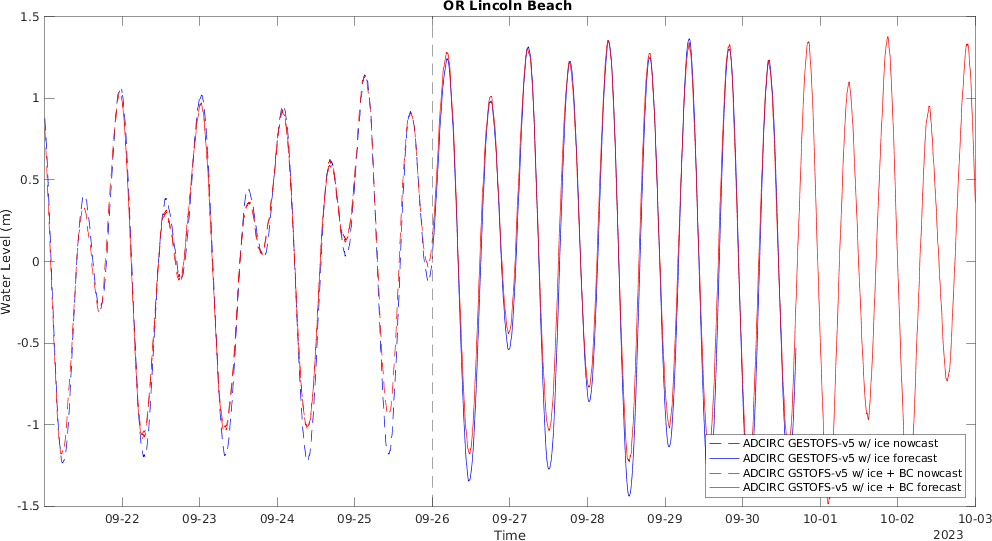 OR Lincoln Beach
1.5
1
0.5
0
-0.5
-1
-1.5
Water Level (m)
09-22 09-23 09-24 09-25 09-26 09-27 09-28 09-29 09-30 10-01 10-02 10-03
Time
2023
ADCIRC GESTOFS-v5 w/ ice nowcast
ADCIRC GESTOFS-v5 w/ ice forecast
ADCIRC GSTOFS-v5 w/ ice + BC nowcast
ADCIRC GSTOFS-v5 w/ ice + BC forecast